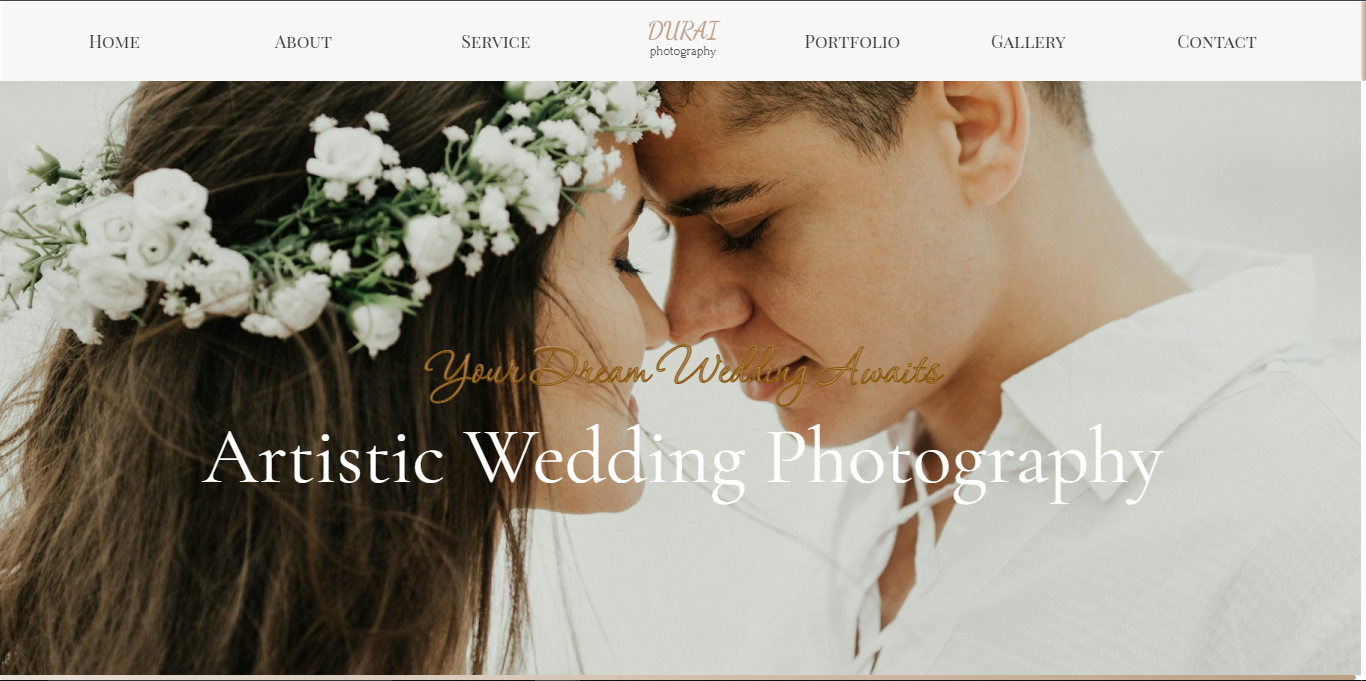 Home About Service DURAI Portfolio Gallery Contact
photography
Your Dream Wedding Awaits
Artistic Wedding Photography